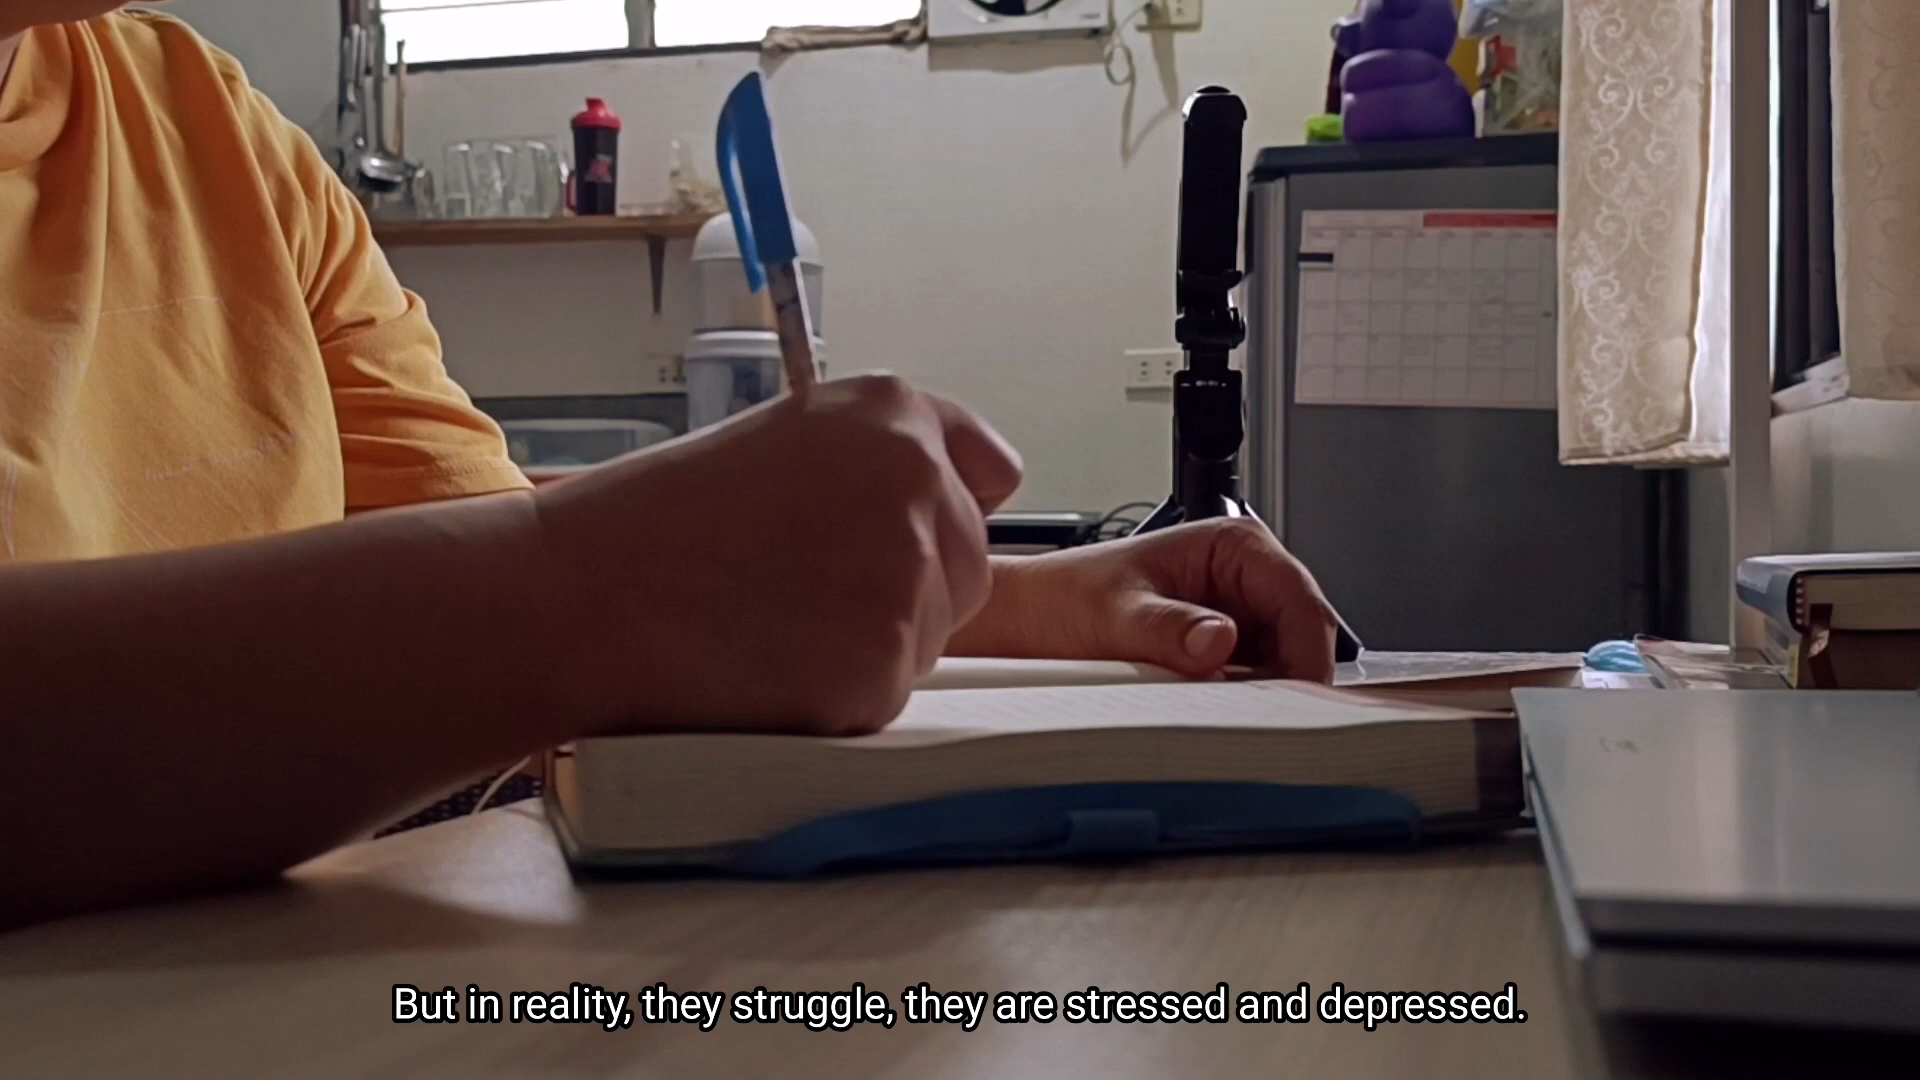 But in reality, they struggle, they are stressed and depressed.